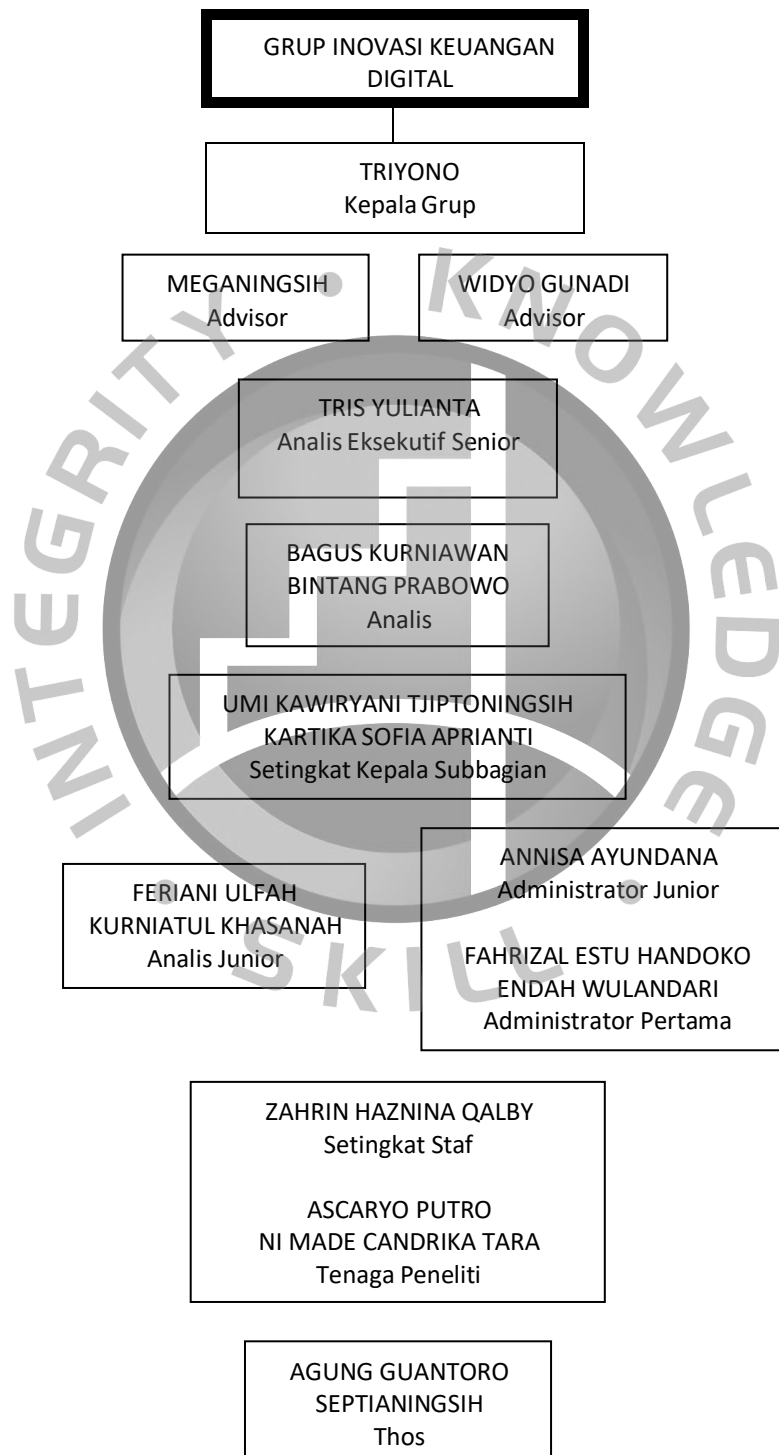 GRUP INOVASI KEUANGAN
DIGITAL
TRIYONO
Kepala Grup
MEGANINGSIH
Advisor
WIDYO GUNADI
Advisor
TRIS YULIANTA
Analis Eksekutif Senior
BAGUS KURNIAWAN
BINTANG PRABOWO
Analis
UMI KAWIRYANI TJIPTONINGSIH
KARTIKA SOFIA APRIANTI
Setingkat Kepala Subbagian
FERIANI ULFAH
KURNIATUL KHASANAH
Analis Junior
ANNISA AYUNDANA
Administrator Junior
FAHRIZAL ESTU HANDOKO
ENDAH WULANDARI
Administrator Pertama
ZAHRIN HAZNINA QALBY
Setingkat Staf
ASCARYO PUTRO
NI MADE CANDRIKA TARA
Tenaga Peneliti
AGUNG GUANTORO
SEPTIANINGSIH
Thos
INTEGRITY • KNOWLEDGE • SKILL •